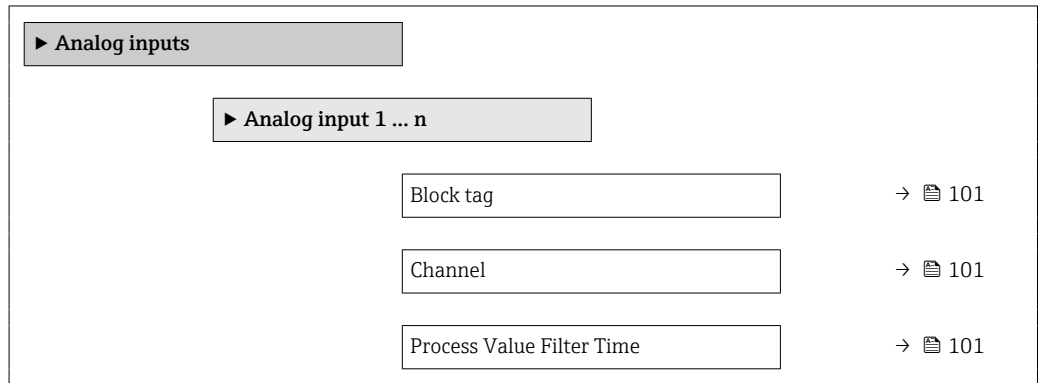 ▶ Analog inputs
▶ Analog input 1 ... n
Block tag → 101
Channel → 101
Process Value Filter Time → 101